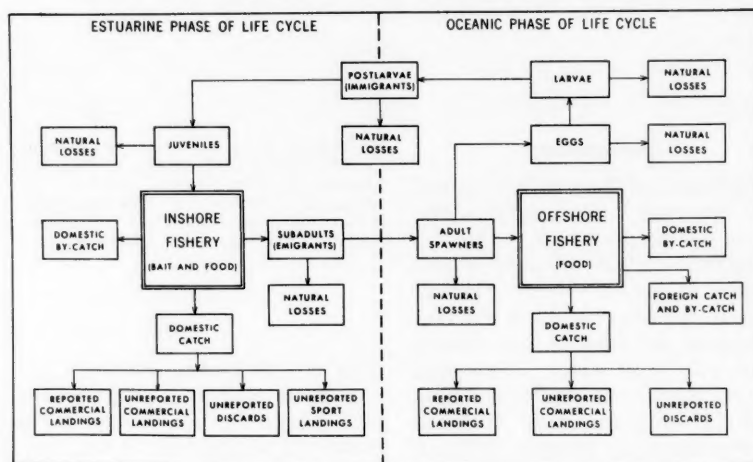 ESTUARINE PHASE OF LIFE CYCLE
OCEANIC PHASE OF LIFE CYCLE
POSTLARVAE
(IMMIGRANTS)
LARVAE
NATURAL
LOSSES
NATURAL
LOSSES
JUVENILES
NATURAL
LOSSES
EGGS
NATURAL
LOSSES
DOMESTIC
BY-CATCH
INSHORE
FISHERY
(BAIT AND FOOD)
SUBADULTS
(EMIGRANTS)
ADULT
SPAWNERS
OFFSHORE
FISHERY
(FOOD)
DOMESTIC
BY-CATCH
NATURAL
LOSSES
NATURAL
LOSSES
FOREIGN CATCH
AND BY-CATCH
DOMESTIC
CATCH
DOMESTIC
CATCH
REPORTED
COMMERCIAL
LANDINGS
UNREPORTED
COMMERCIAL
LANDINGS
UNREPORTED
DISCARDS
UNREPORTED
SPORT
LANDINGS
REPORTED
COMMERCIAL
LANDINGS
UNREPORTED
COMMERCIAL
LANDINGS
UNREPORTED
DISCARDS